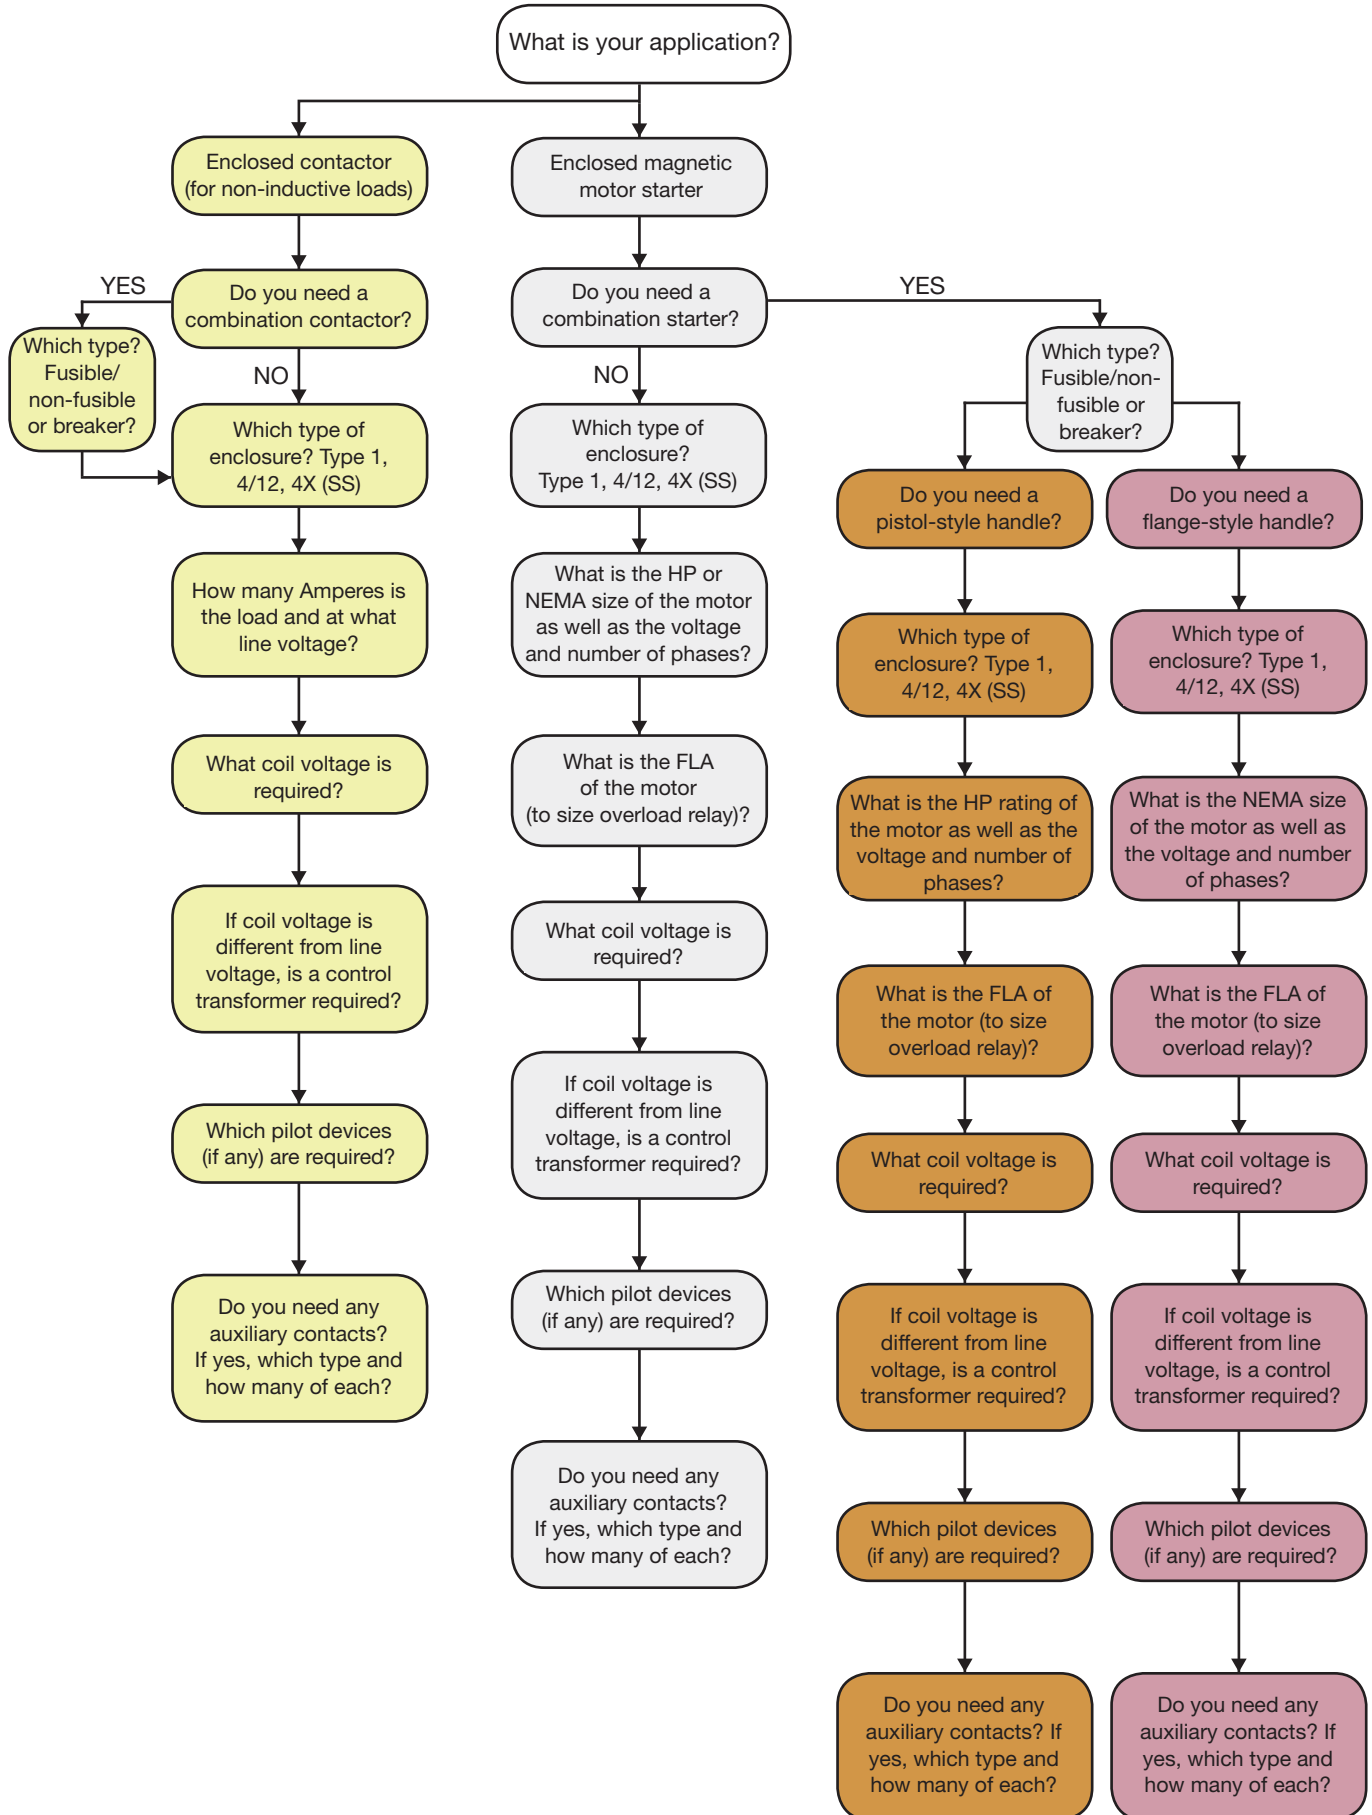 What is your application?
Enclosed contactor
(for non-inductive loads)
YES
Do you need a
combination contactor?
Which type?
Fusible/
non-fusible
or breaker?
NO
Which type of
enclosure? Type 1,
4/12, 4X (SS)
How many Amperes is
the load and at what
line voltage?
What coil voltage is
required?
If coil voltage is
different from line
voltage, is a control
transformer required?
Which pilot devices
(if any) are required?
Do you need any
auxiliary contacts?
If yes, which type and
how many of each?
Enclosed magnetic
motor starter
Do you need a
combination starter?
YES
NO
Which type of
enclosure?
Type 1, 4/12, 4X (SS)
What is the HP or
NEMA size of the motor
as well as the voltage
and number of phases?
What is the FLA
of the motor
(to size overload relay)?
What coil voltage is
required?
If coil voltage is
different from line
voltage, is a control
transformer required?
Which pilot devices
(if any) are required?
Do you need any
auxiliary contacts?
If yes, which type and
how many of each?
Which type?
Fusible/non-
fusible or
breaker?
Do you need a
pistol-style handle?
Which type of
enclosure? Type 1,
4/12, 4X (SS)
What is the HP rating of
the motor as well as the
voltage and number of
phases?
What is the FLA of
the motor (to size
overload relay)?
What coil voltage is
required?
If coil voltage is
different from line
voltage, is a control
transformer required?
Which pilot devices
(if any) are required?
Do you need any
auxiliary contacts? If
yes, which type and
how many of each?
Do you need a
flange-style handle?
Which type of
enclosure? Type 1,
4/12, 4X (SS)
What is the NEMA size
of the motor as well as
the voltage and number
of phases?
What is the FLA of
the motor (to size
overload relay)?
What coil voltage is
required?
If coil voltage is
different from line
voltage, is a control
transformer required?
Which pilot devices
(if any) are required?
Do you need any
auxiliary contacts? If
yes, which type and
how many of each?